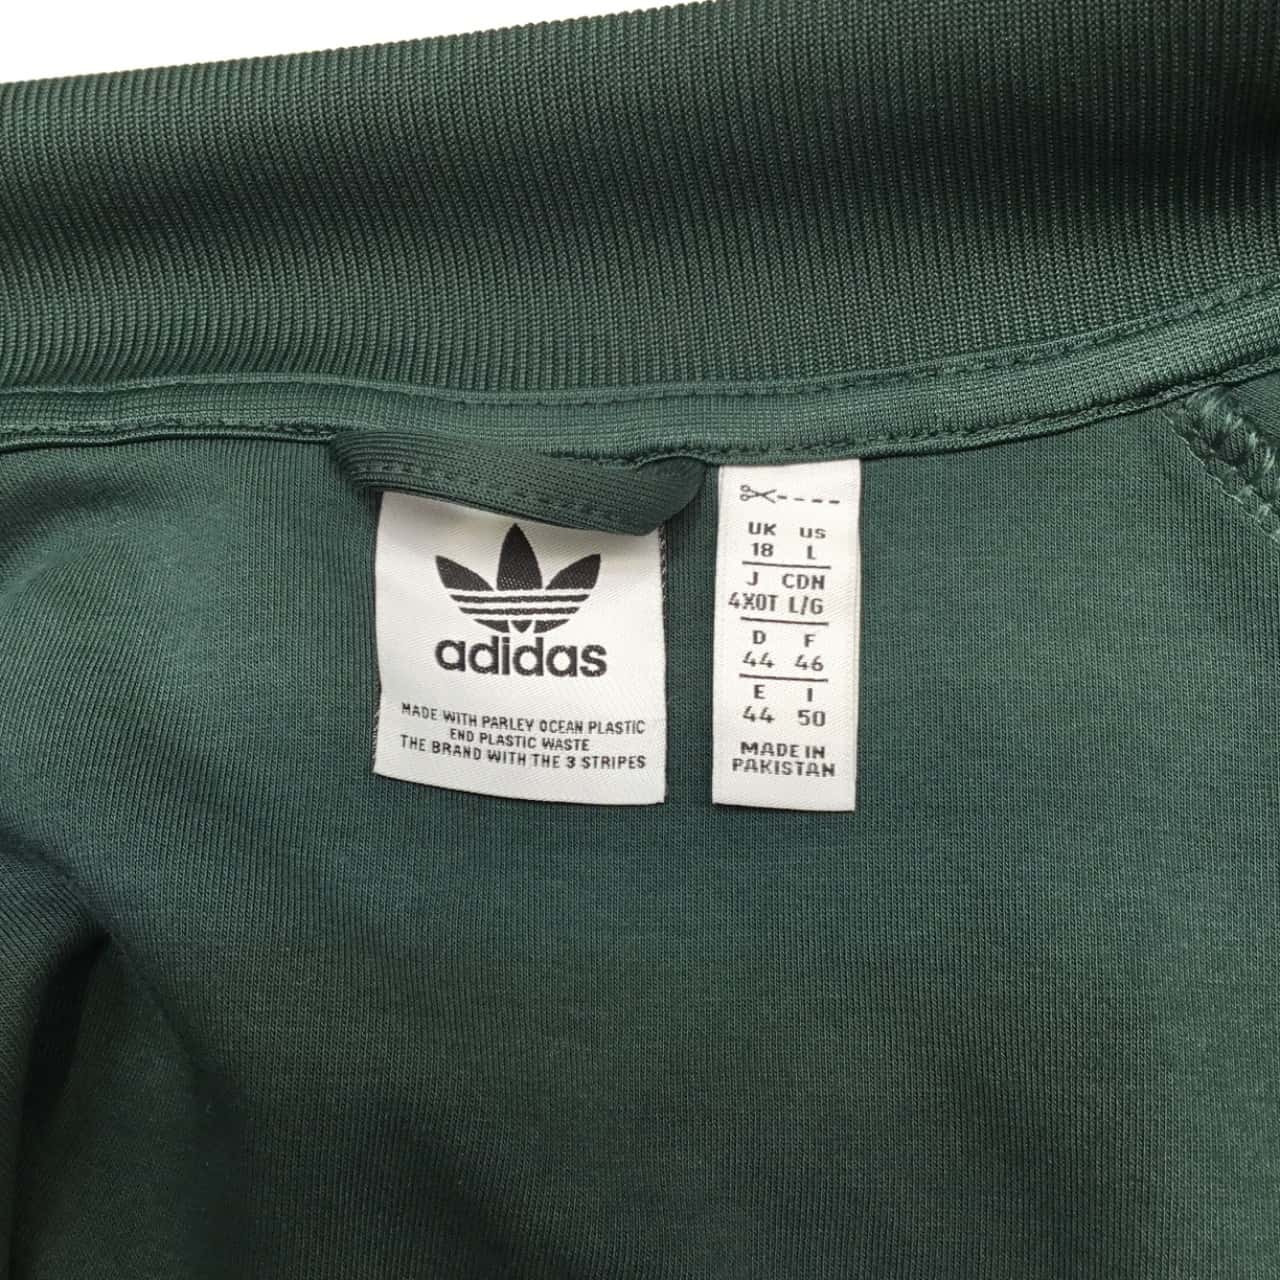 adidas
MADE WITH PARLEY OCEAN PLASTIC
END PLASTIC WASTE
THE BRAND WITH THE 3 STRIPES
UK US
18 L
J CDN
4XOT L/G
D F
44 46
E I
44 50
MADE IN
PAKISTAN